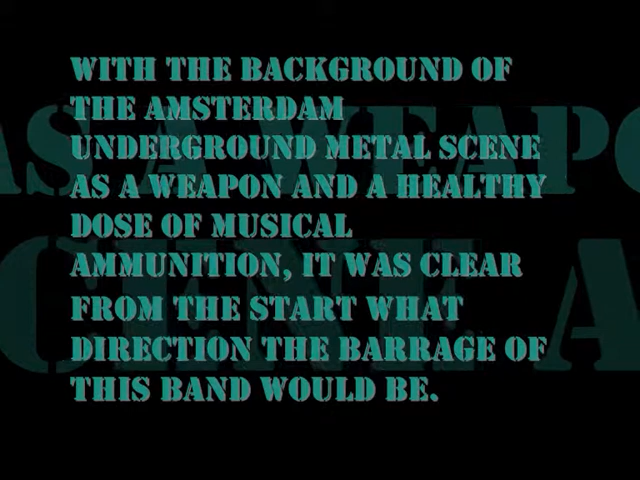 WITH THE BACKGROUND OF
THE AMSTERDAM
UNDERGROUND METAL SCENE
AS A WEAPON AND A HEALTHY
DOSE OF MUSICAL
AMMUNITION, IT WAS CLEAR
FROM THE START WHAT
DIRECTION THE BARRAGE OF
THIS BAND WOULD BE.